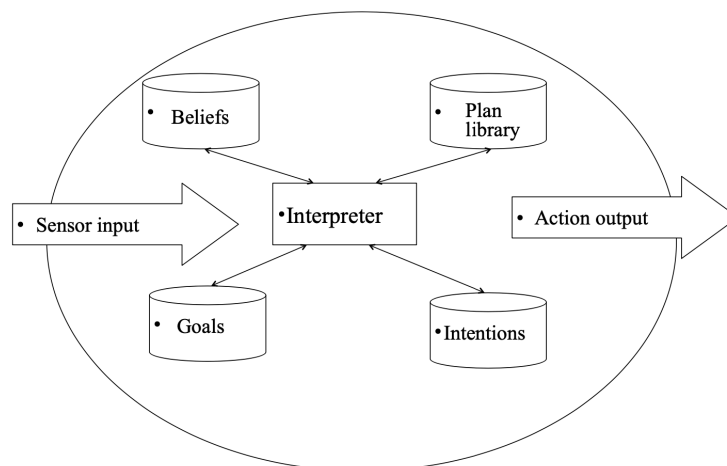 • Beliefs
• Plan
library
• Sensor input
•Interpreter
• Action output
• Goals
•Intentions